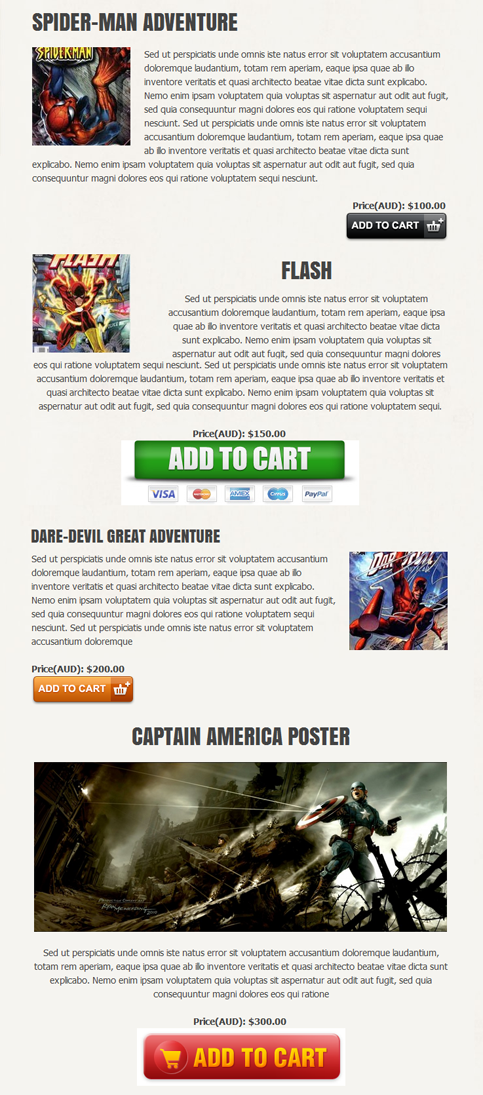 SPIDER-MAN ADVENTURE
SPIDERMAN
Sed ut perspiciatis unde omnis iste natus error sit voluptatem accusantium
doloremque laudantium, totam rem aperiam, eaque ipsa quae ab illo
inventore veritatis et quasi architecto beatae vitae dicta sunt explicabo.
Nemo enim ipsam voluptatem quia voluptas sit aspernatur aut odit aut fugit,
sed quia consequuntur magni dolores eos qui ratione voluptatem sequi
nesciunt. Sed ut perspiciatis unde omnis iste natus error sit voluptatem
accusantium doloremque laudantium, totam rem aperiam, eaque ipsa quae
ab illo inventore veritatis et quasi architecto beatae vitae dicta sunt
explicabo. Nemo enim ipsam voluptatem quia voluptas sit aspernatur aut odit aut fugit, sed quia
consequuntur magni dolores eos qui ratione voluptatem sequi nesciunt.
Price(AUD): $100.00
ADD TO CART
FLASH
FLASH
Sed ut perspiciatis unde omnis iste natus error sit voluptatem
accusantium doloremque laudantium, totam rem aperiam, eaque ipsa
quae ab illo inventore veritatis et quasi architecto beatae vitae dicta
sunt explicabo. Nemo enim ipsam voluptatem quia voluptas sit
aspernatur aut odit aut fugit, sed quia consequuntur magni dolores
eos qui ratione voluptatem sequi nesciunt. Sed ut perspiciatis unde omnis iste natus error sit voluptatem
accusantium doloremque laudantium, totam rem aperiam, eaque ipsa quae ab illo inventore veritatis et
quasi architecto beatae vitae dicta sunt explicabo. Nemo enim ipsam voluptatem quia voluptas sit
aspernatur aut odit aut fugit, sed quia consequuntur magni dolores eos qui ratione voluptatem sequi.
Price(AUD): $150.00
ADD TO CART
VISA MasterCard AMEX Cirrus PayPal
DARE-DEVIL GREAT ADVENTURE
Sed ut perspiciatis unde omnis iste natus error sit voluptatem accusantium
doloremque laudantium, totam rem aperiam, eaque ipsa quae ab illo
inventore veritatis et quasi architecto beatae vitae dicta sunt explicabo.
Nemo enim ipsam voluptatem quia voluptas sit aspernatur aut odit aut fugit,
sed quia consequuntur magni dolores eos qui ratione voluptatem sequi
nesciunt. Sed ut perspiciatis unde omnis iste natus error sit voluptatem
accusantium doloremque
Price(AUD): $200.00
ADD TO CART
CAPTAIN AMERICA POSTER
Sed ut perspiciatis unde omnis iste natus error sit voluptatem accusantium doloremque laudantium,
totam rem aperiam, eaque ipsa quae ab illo inventore veritatis et quasi architecto beatae vitae dicta sunt
explicabo. Nemo enim ipsam voluptatem quia voluptas sit aspernatur aut odit aut fugit, sed quia
consequuntur magni dolores eos qui ratione
Price(AUD): $300.00
ADD TO CART